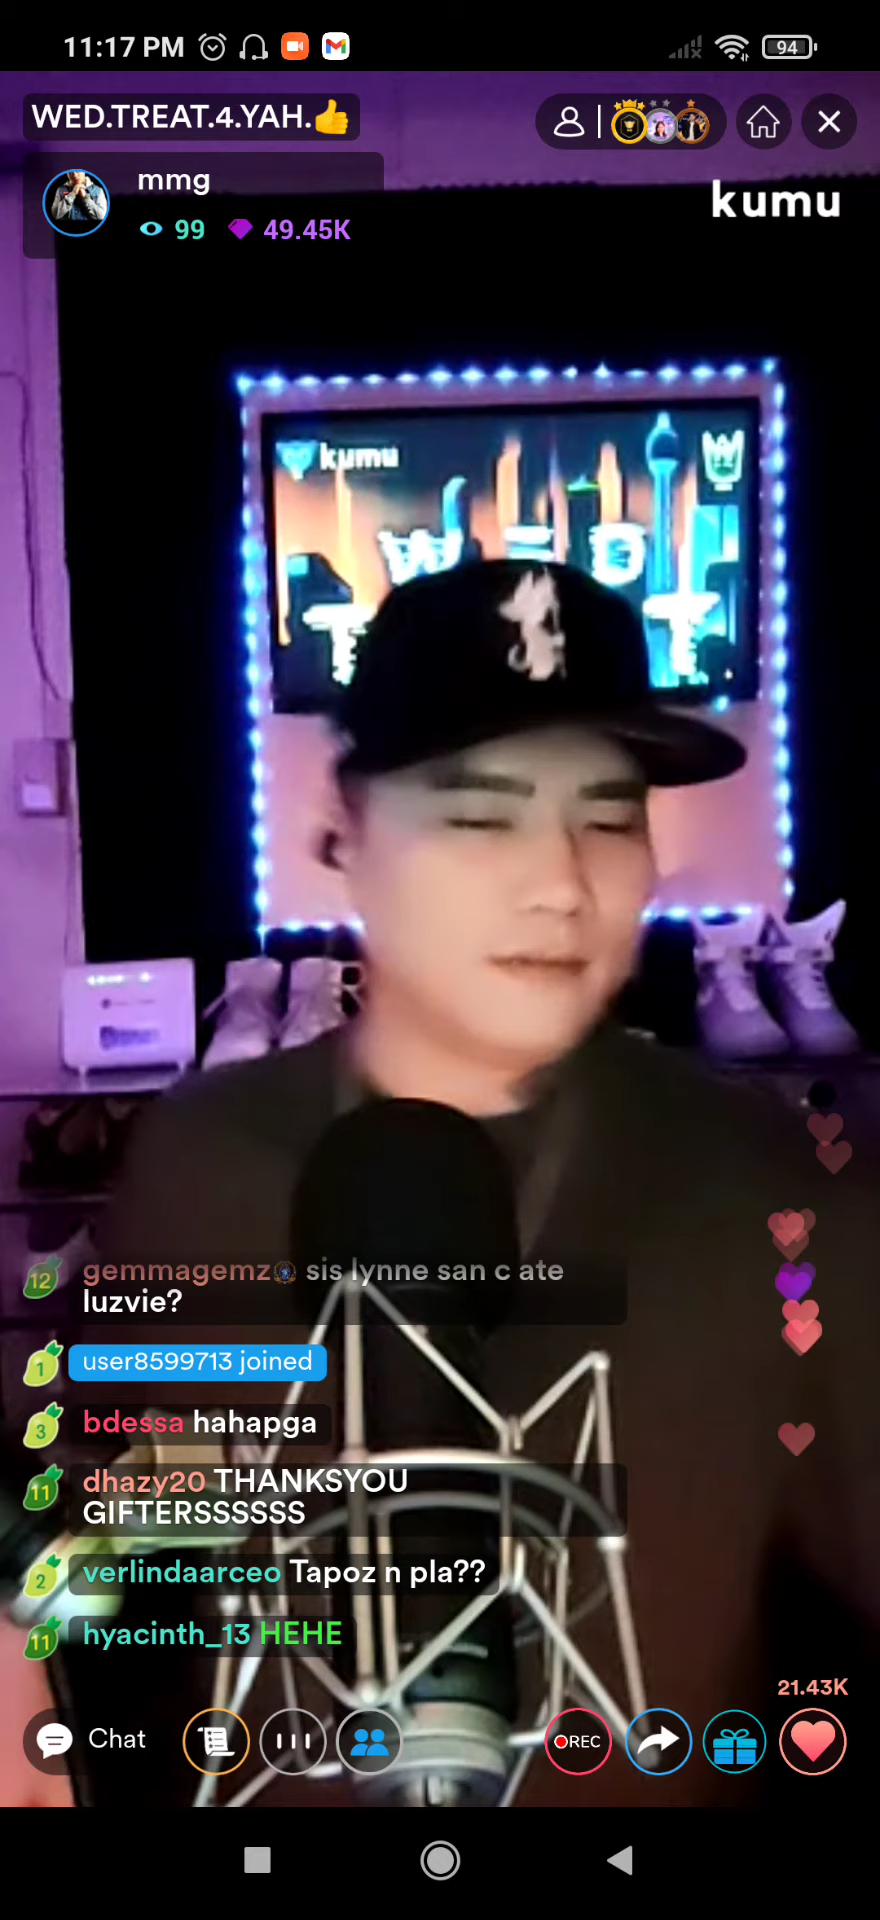 11:17 PM
94
WED.TREAT.4.YAH.👍
mmg
99 49.45K
kumu
kumu
WED
12 gemmagemz sis lynne san c ate
luzvie?
1 user8599713 joined
3 bdessa hahapga
11 dhazy20 THANKSYOU
GIFTERSSSSSS
2 verlindaarceo Tapoz n pla??
11 hyacinth_13 HEHE
21.43K
Chat
REC